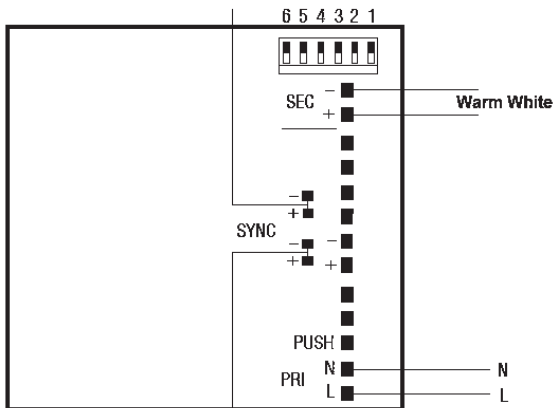 6 5 4 3 2 1
SEC -
+
Warm White
-
+
SYNC
-
+
-
+
PUSH
PRI
N
L
N
L